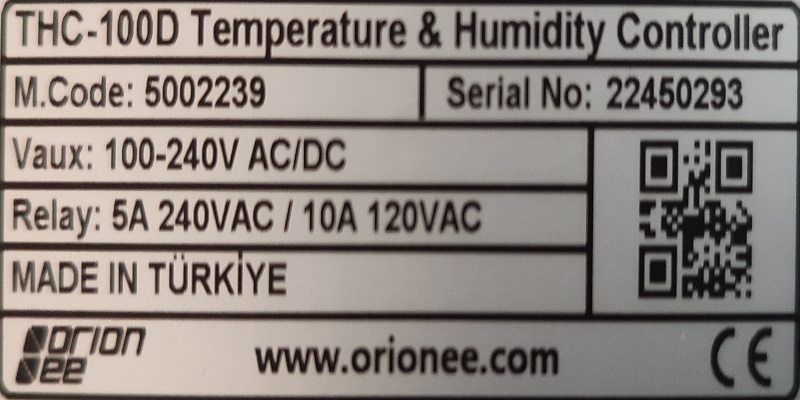 THC-100D Temperature & Humidity Controller
M.Code: 5002239 Serial No: 22450293
Vaux: 100-240V AC/DC
Relay: 5A 240VAC / 10A 120VAC
MADE IN TÜRKİYE
orion
ee
www.orionee.com
CE